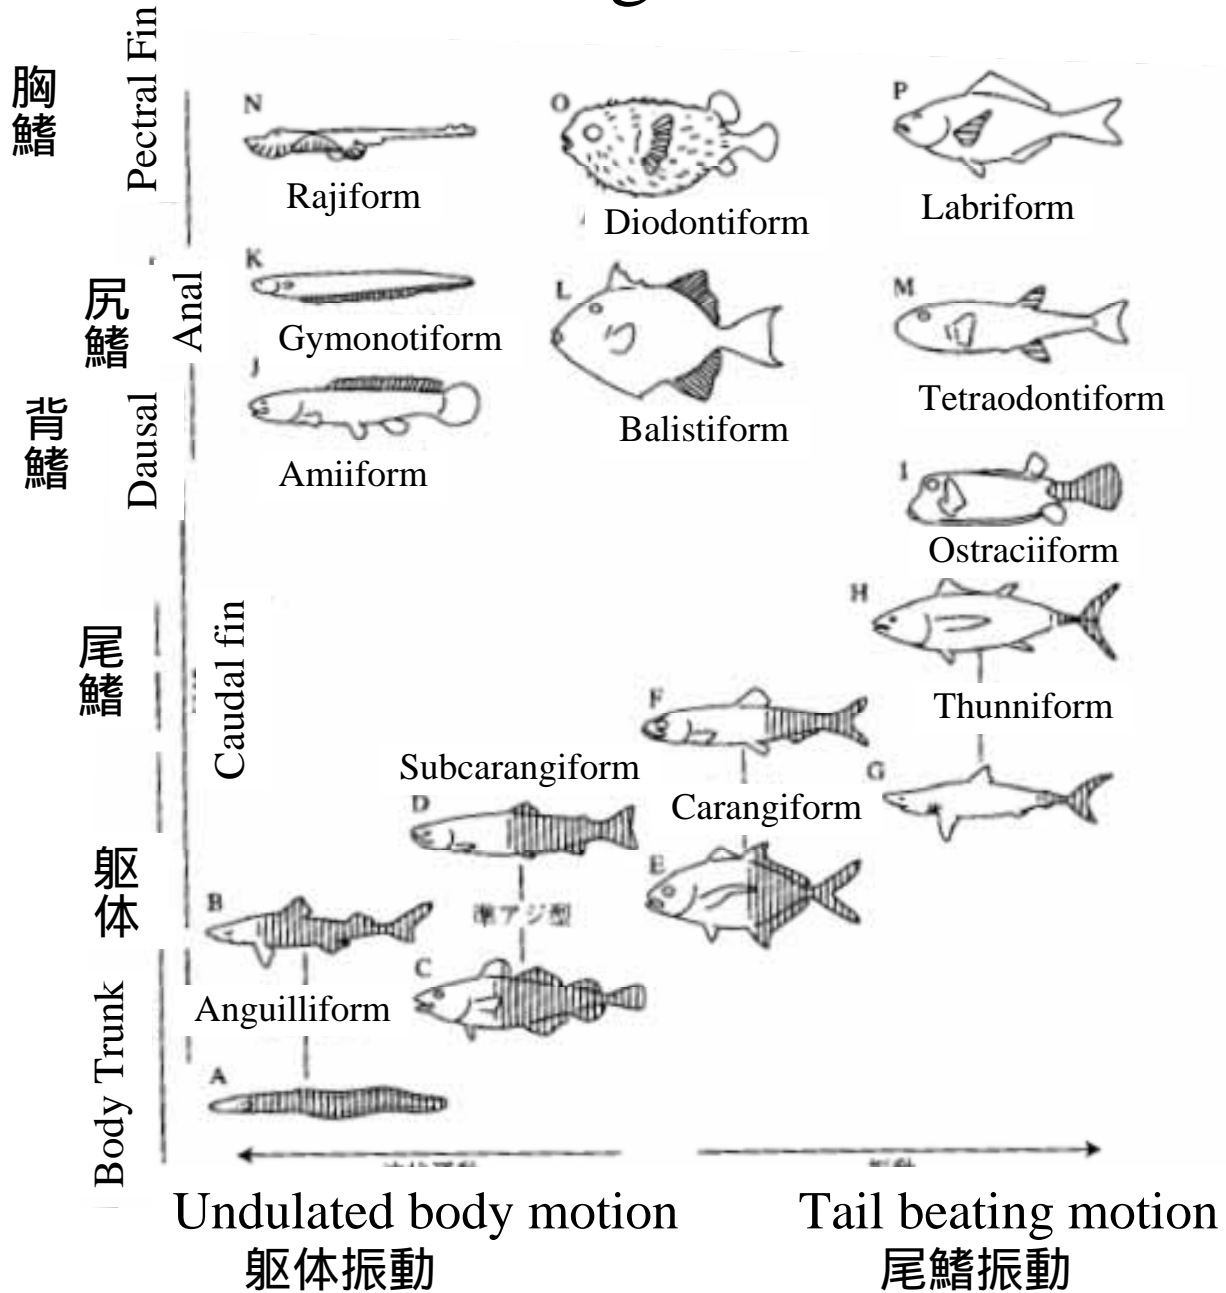 g
胸鰭
Pectral Fin
N
Rajiform
O
Diodontiform
P
Labriform
尻鰭
Anal
K
Gymonotiform
L
Balistiform
M
Tetraodontiform
背鰭
Dausal
J
Amiiform
I
Ostraciiform
尾鰭
Caudal fin
H
Thunniform
G
F
Carangiform
E
Subcarangiform
D
準アジ型
C
躯体
Body Trunk
B
Anguilliform
A
Undulated body motion
躯体振動
Tail beating motion
尾鰭振動